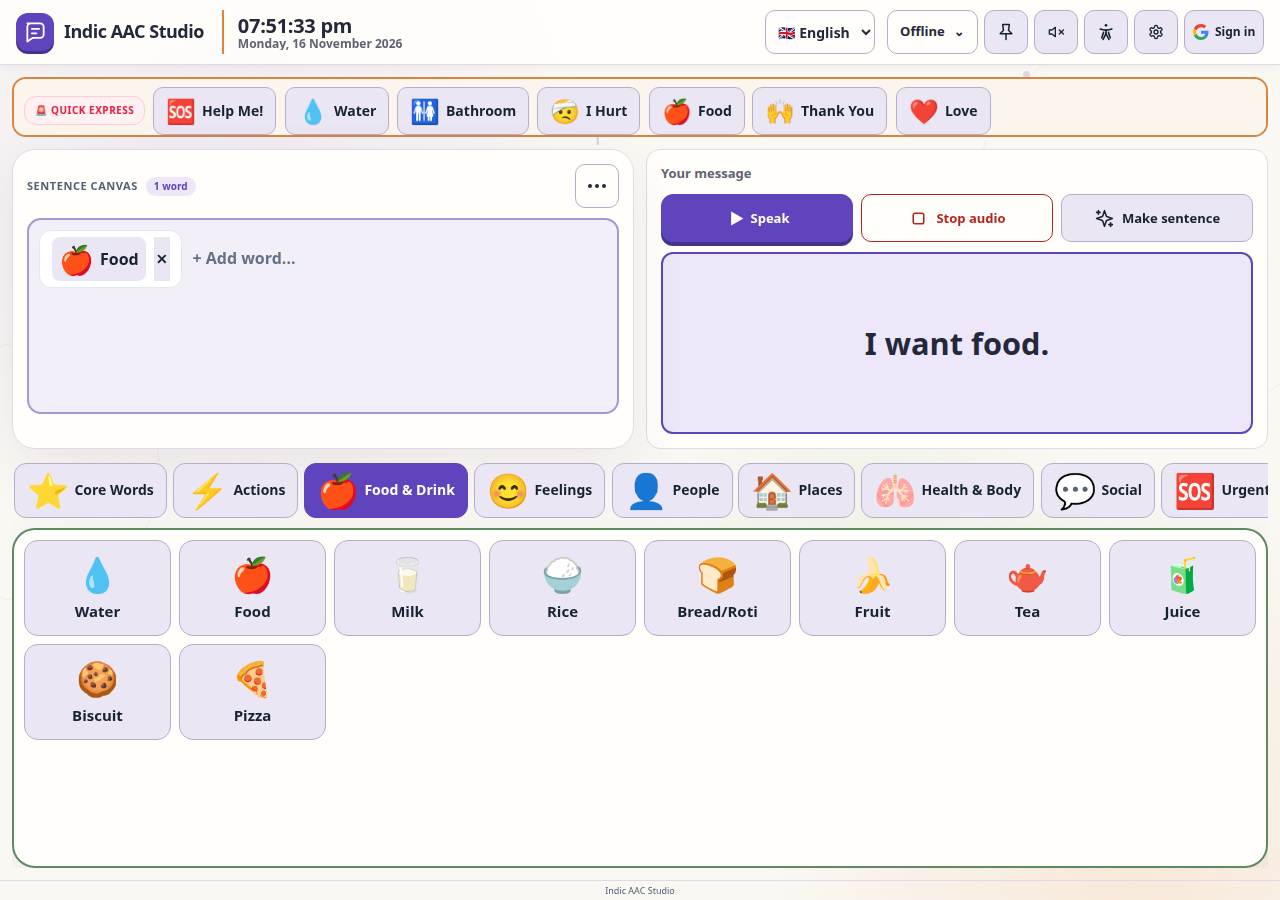 Indic AAC Studio
07:51:33 pm
Monday, 16 November 2026
🇬🇧 English
Offline
Sign in
🚨 QUICK EXPRESS
🆘 Help Me!
💧 Water
🚻 Bathroom
🤕 I Hurt
🍎 Food
🙌 Thank You
❤️ Love
SENTENCE CANVAS
1 word
•••
🍎 Food ×
+ Add word...
Your message
Speak
Stop audio
Make sentence
I want food.
⭐ Core Words
⚡ Actions
🍎 Food & Drink
😊 Feelings
👤 People
🏠 Places
🫁 Health & Body
💬 Social
🆘 Urgent
Water
Food
Milk
Rice
Bread/Roti
Fruit
Tea
Juice
Biscuit
Pizza
Indic AAC Studio